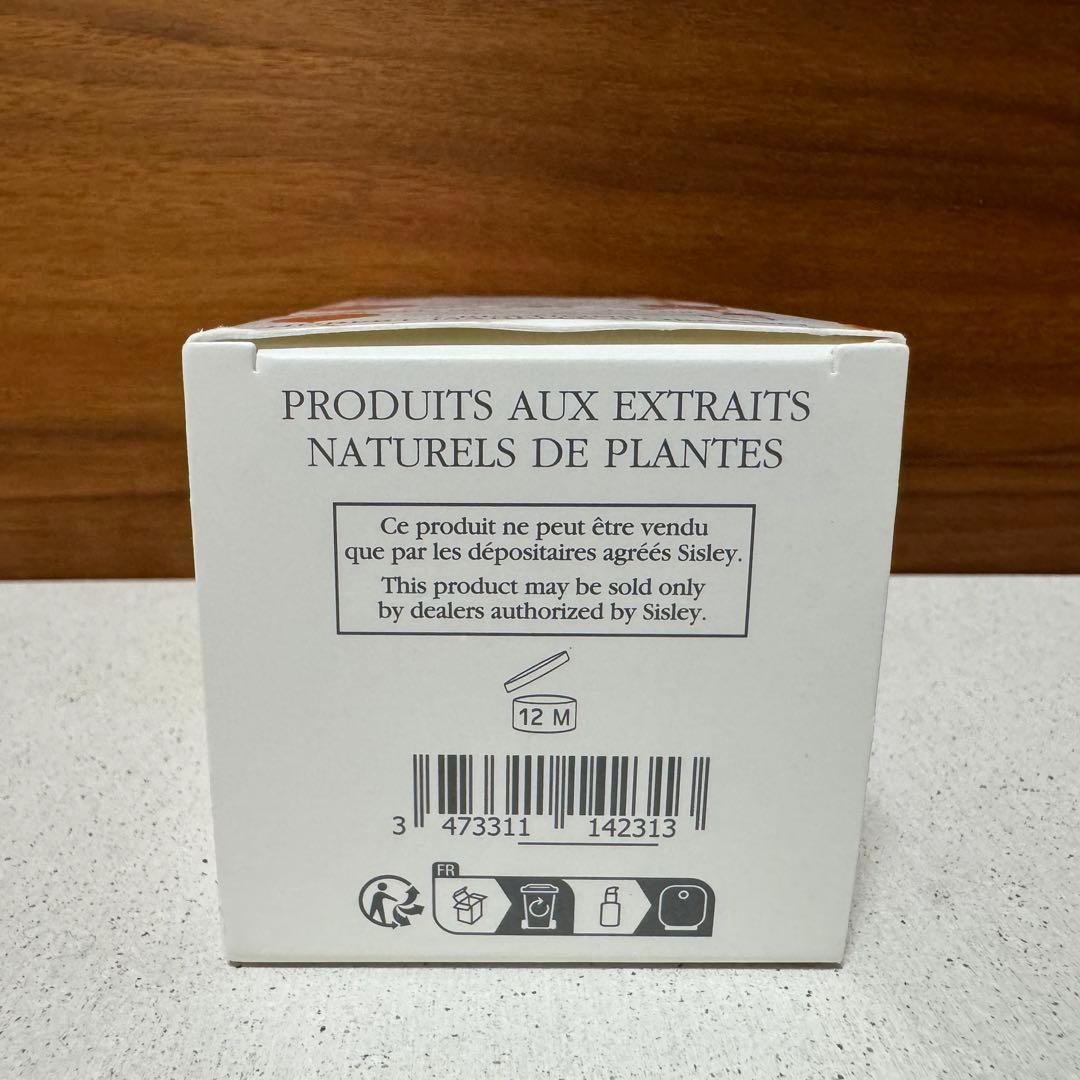 PRODUITS AUX EXTRAITS
NATURELS DE PLANTES
Ce produit ne peut être vendu
que par les dépositaires agréés Sisley.
This product may be sold only
by dealers authorized by Sisley.
12 M
3 473311 142313
FR